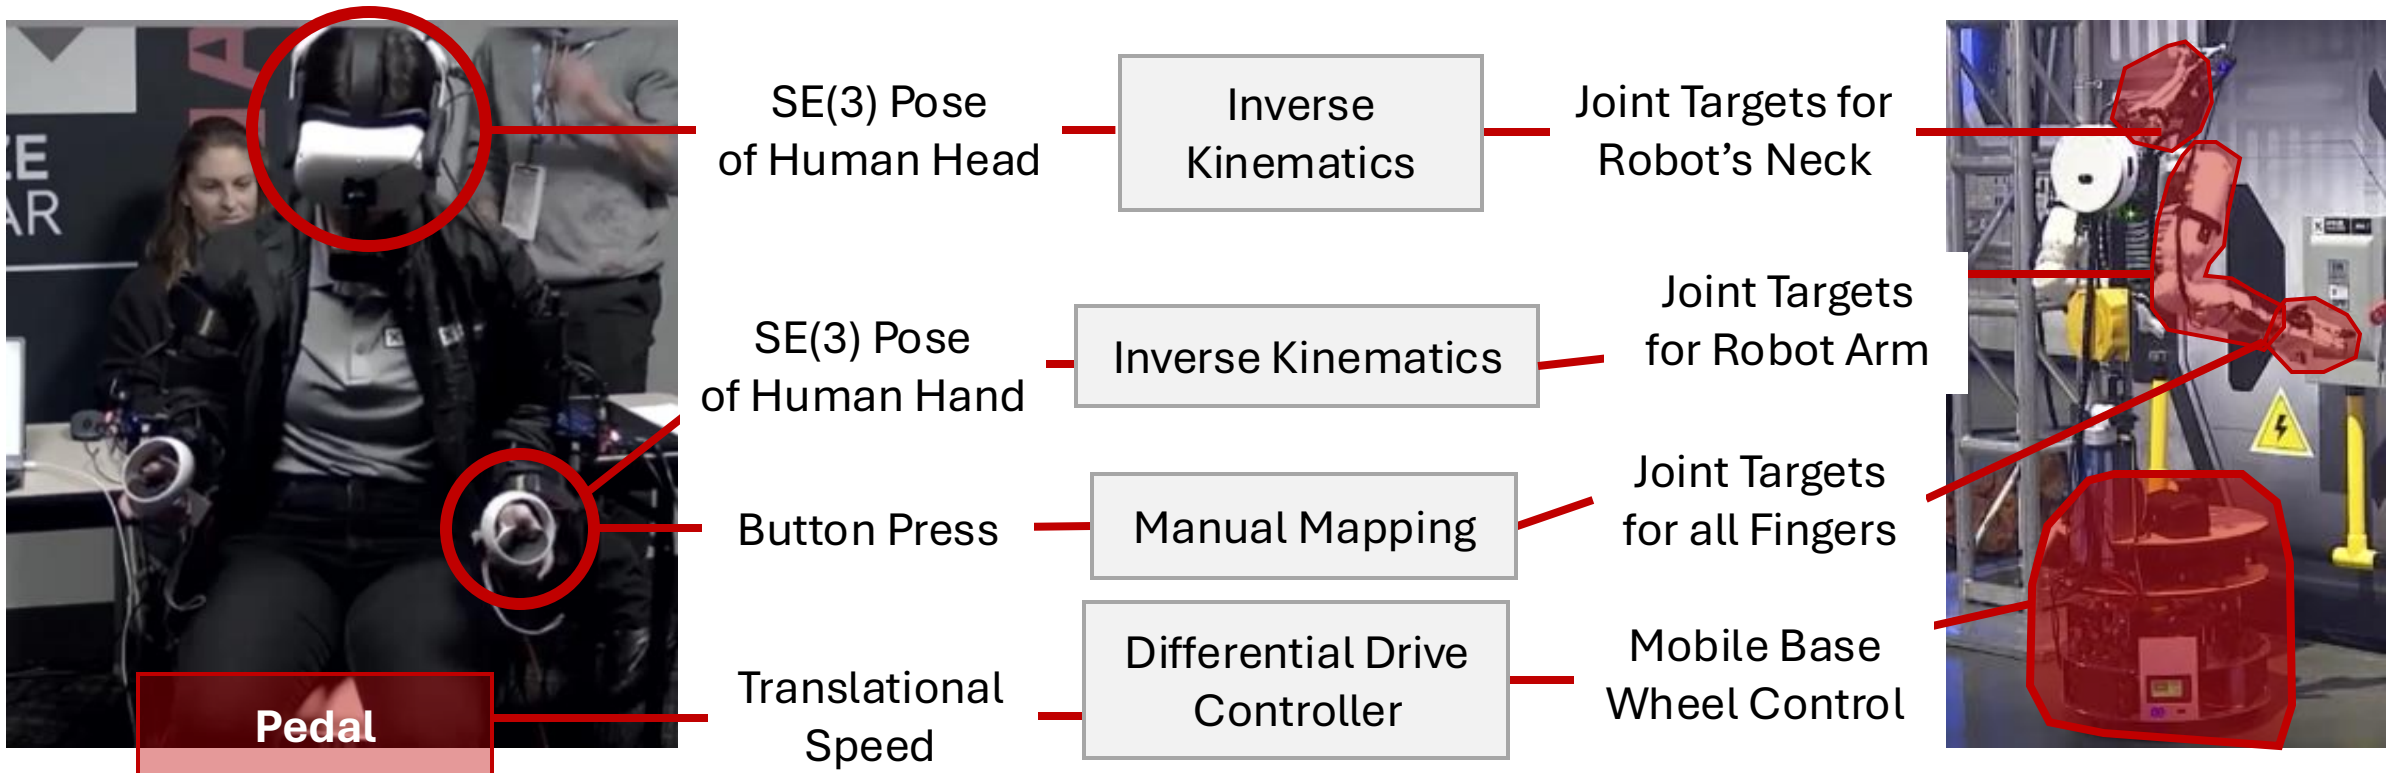 ZE
AR
SE(3) Pose
of Human Head
Inverse
Kinematics
Joint Targets for
Robot’s Neck
SE(3) Pose
of Human Hand
Inverse Kinematics
Joint Targets
for Robot Arm
Button Press
Manual Mapping
Joint Targets
for all Fingers
Pedal
Translational
Speed
Differential Drive
Controller
Mobile Base
Wheel Control